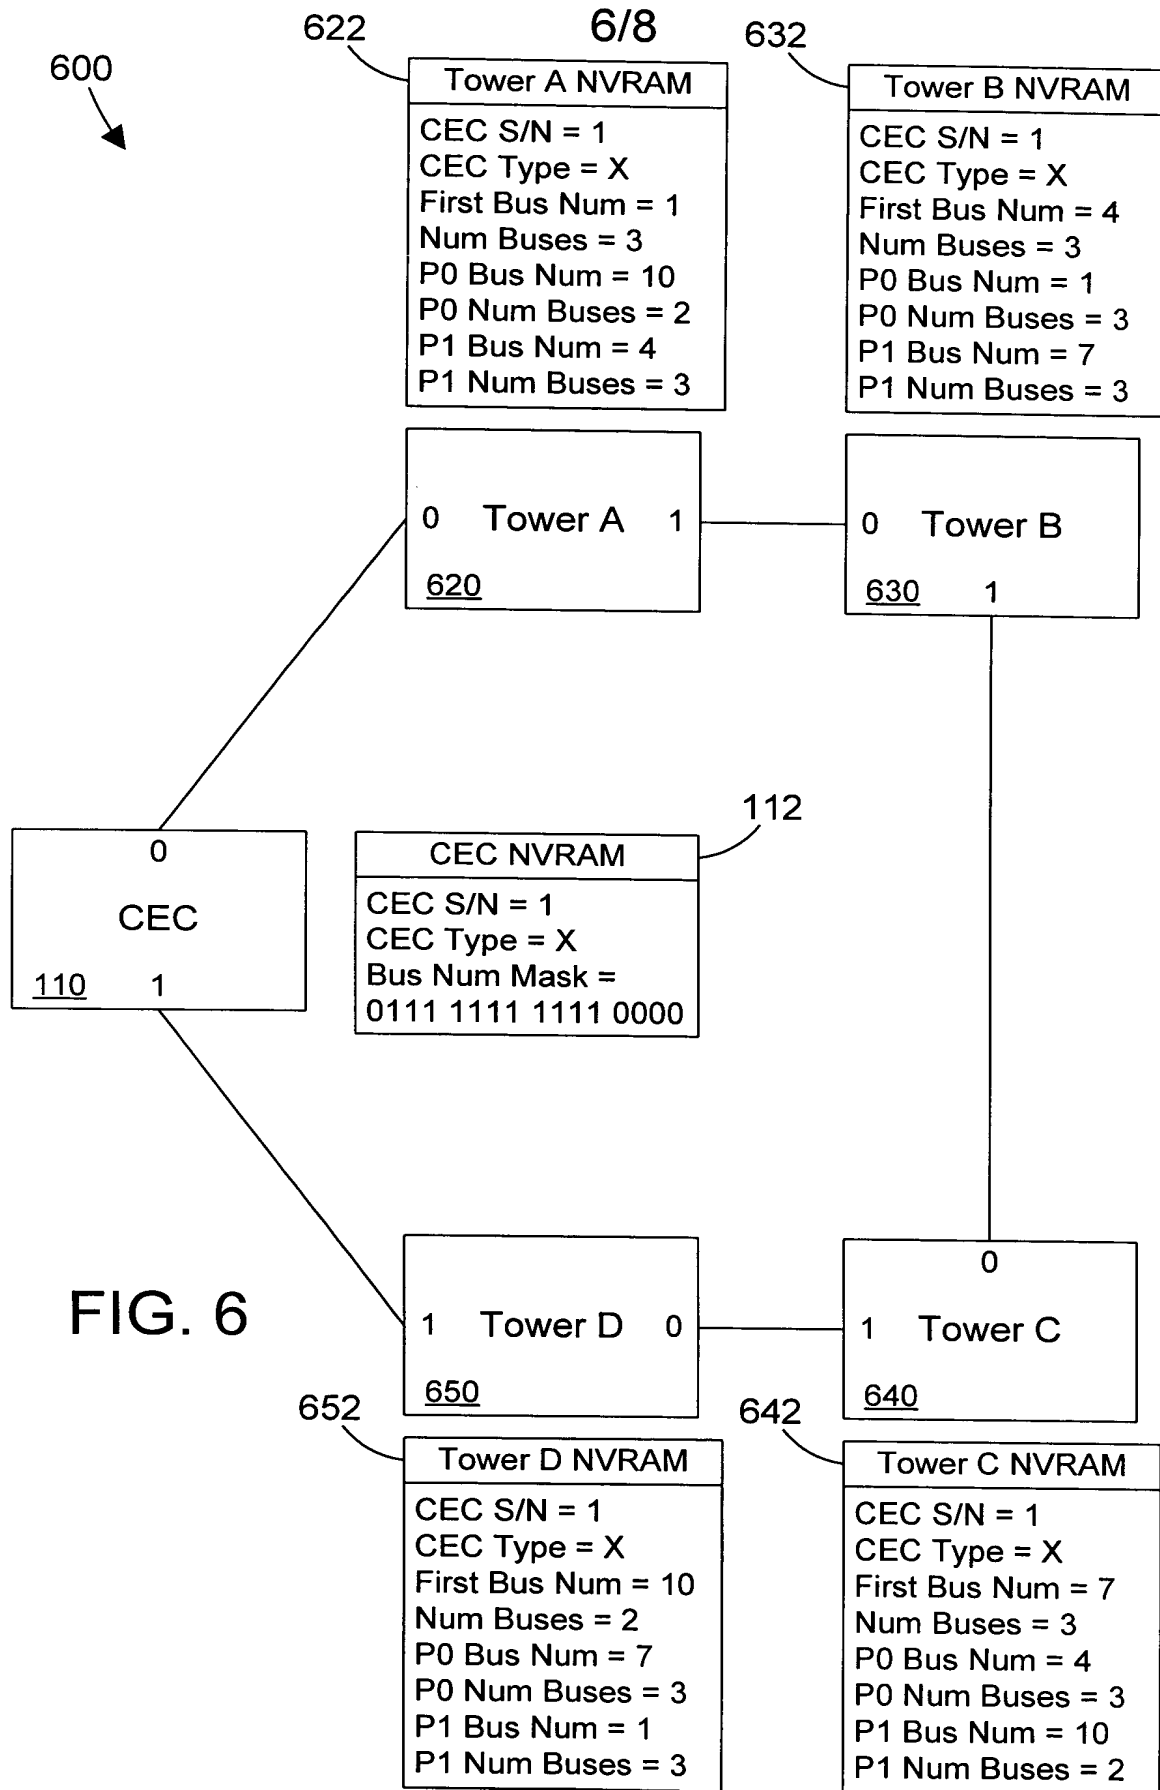 6/8
600
622
632
Tower A NVRAM
CEC S/N = 1
CEC Type = X
First Bus Num = 1
Num Buses = 3
P0 Bus Num = 10
P0 Num Buses = 2
P1 Bus Num = 4
P1 Num Buses = 3
Tower B NVRAM
CEC S/N = 1
CEC Type = X
First Bus Num = 4
Num Buses = 3
P0 Bus Num = 1
P0 Num Buses = 3
P1 Bus Num = 7
P1 Num Buses = 3
0 Tower A 1
620
0 Tower B
630 1
0
CEC
110 1
112
CEC NVRAM
CEC S/N = 1
CEC Type = X
Bus Num Mask =
0111 1111 1111 0000
FIG. 6
1 Tower D 0
650
0
1 Tower C
640
652
642
Tower D NVRAM
CEC S/N = 1
CEC Type = X
First Bus Num = 10
Num Buses = 2
P0 Bus Num = 7
P0 Num Buses = 3
P1 Bus Num = 1
P1 Num Buses = 3
Tower C NVRAM
CEC S/N = 1
CEC Type = X
First Bus Num = 7
Num Buses = 3
P0 Bus Num = 4
P0 Num Buses = 3
P1 Bus Num = 10
P1 Num Buses = 2